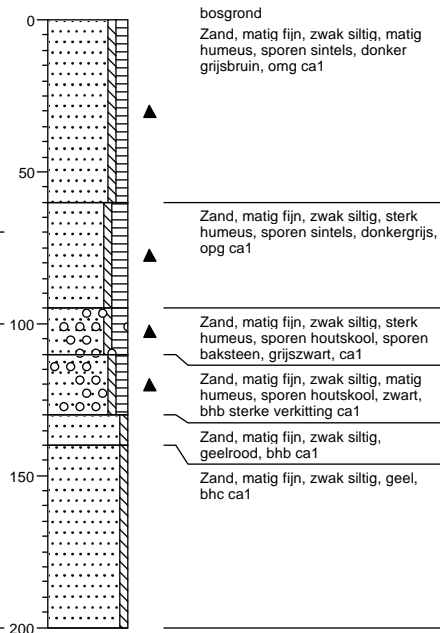 0
bosgrond
Zand, matig fijn, zwak siltig, matig
humeus, sporen sintels, donker
grijsbruin, omg ca1
50
Zand, matig fijn, zwak siltig, sterk
humeus, sporen sintels, donkergrijs,
opg ca1
100
Zand, matig fijn, zwak siltig, sterk
humeus, sporen houtskool, sporen
baksteen, grijszwart, ca1
Zand, matig fijn, zwak siltig, matig
humeus, sporen houtskool, zwart,
bhb sterke verkitting ca1
Zand, matig fijn, zwak siltig,
geelrood, bhb ca1
150
Zand, matig fijn, zwak siltig, geel,
bhc ca1
200